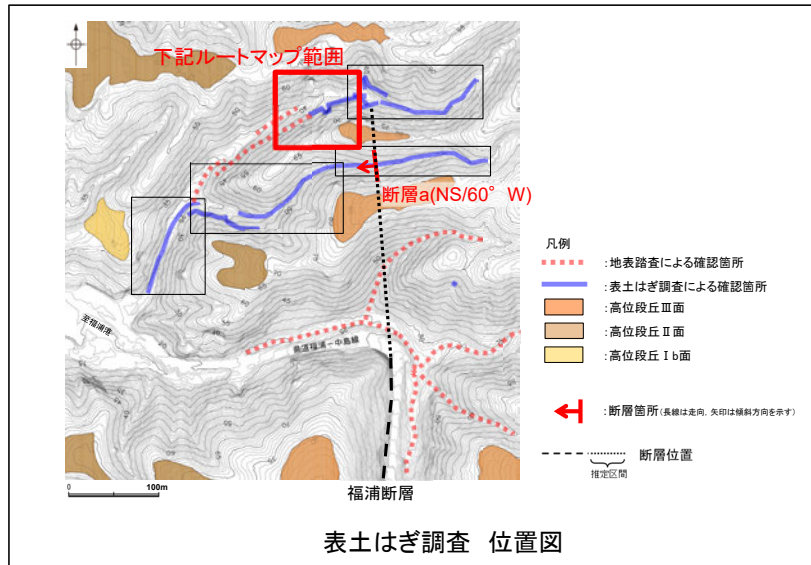 下記ルートマップ範囲
断層a(NS/60°W)
至福浦港
県道福浦－中島線
福浦断層
0 100m
凡例
:地表踏査による確認箇所
:表土はぎ調査による確認箇所
:高位段丘Ⅲ面
:高位段丘Ⅱ面
:高位段丘Ⅰb面
:断層箇所(長線は走向，矢印は傾斜方向を示す)
断層位置
推定区間
表土はぎ調査 位置図